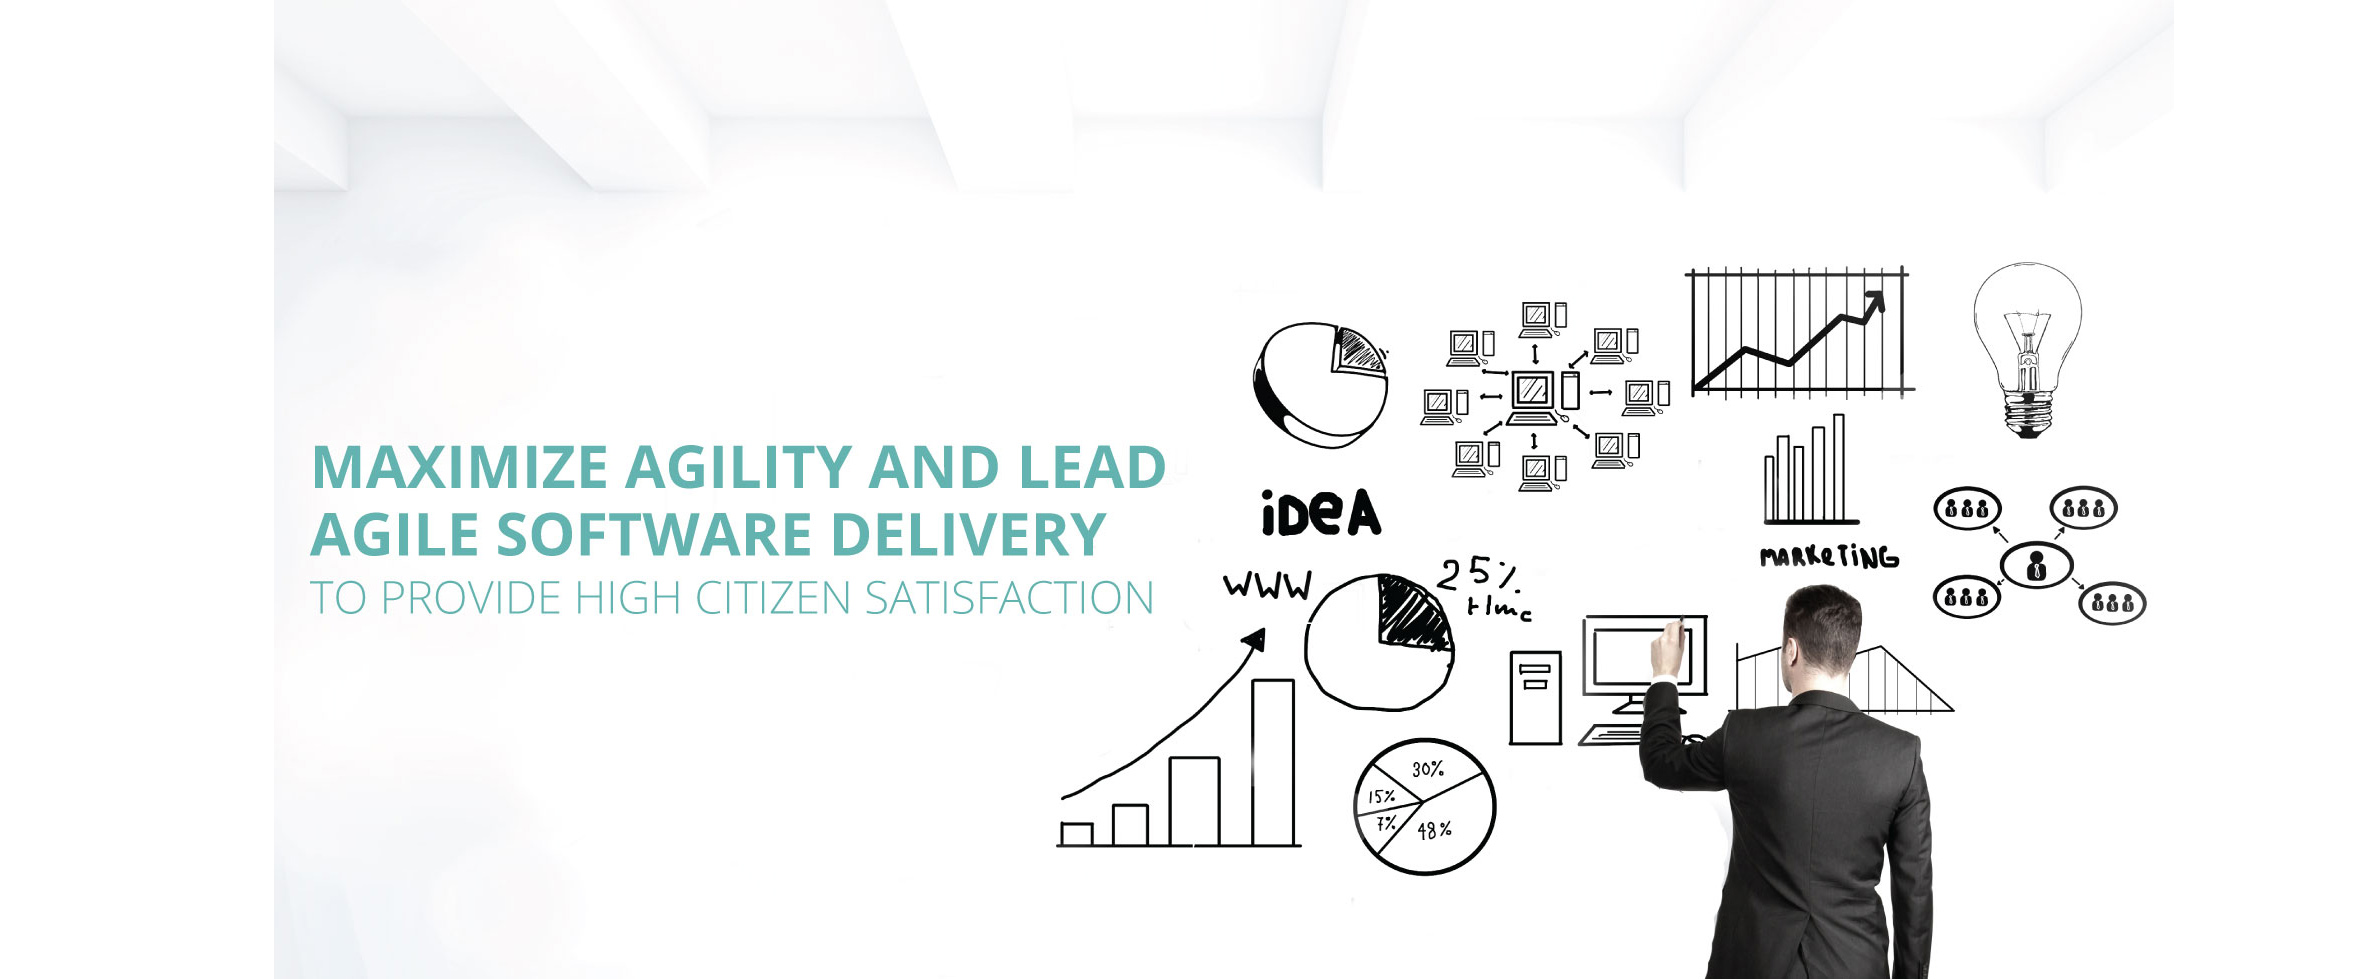 MAXIMIZE AGILITY AND LEAD
AGILE SOFTWARE DELIVERY
TO PROVIDE HIGH CITIZEN SATISFACTION
iDeA
MARKeTiNG
WWW
25%
time
30%
15%
7%
48%